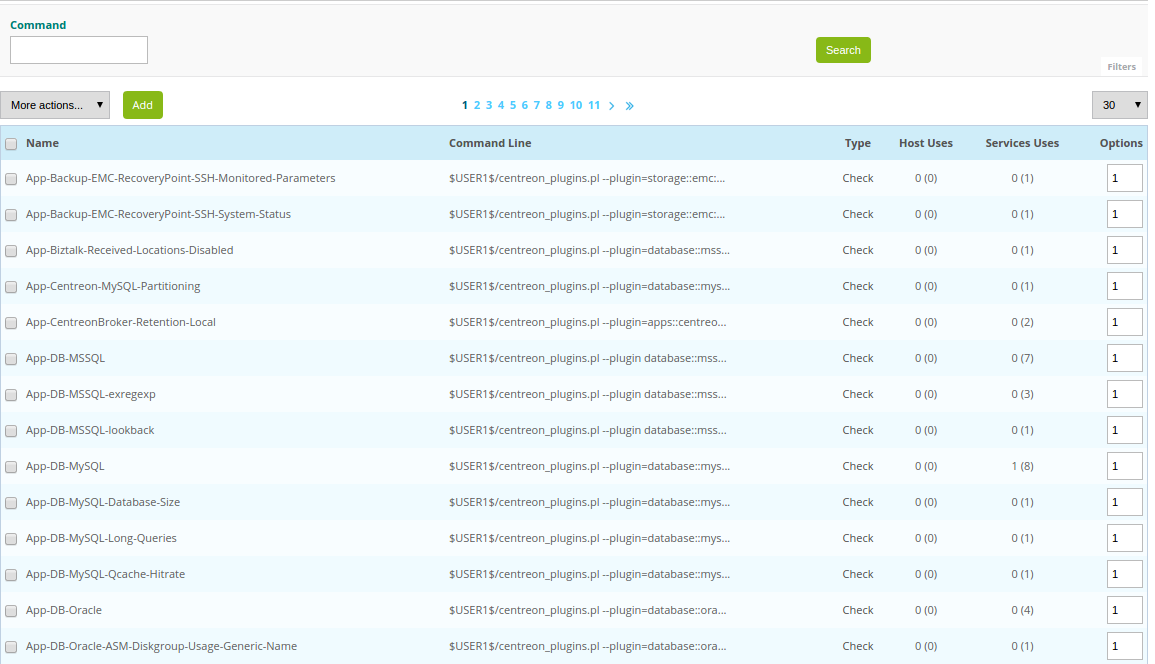 Command
Search
Filters
More actions... Add 1 2 3 4 5 6 7 8 9 10 11 30
Name Command Line Type Host Uses Services Uses Options
App-Backup-EMC-RecoveryPoint-SSH-Monitored-Parameters $USER1$/centreon_plugins.pl --plugin=storage::emc:... Check 0 (0) 0 (1) 1
App-Backup-EMC-RecoveryPoint-SSH-System-Status $USER1$/centreon_plugins.pl --plugin=storage::emc:... Check 0 (0) 0 (1) 1
App-Biztalk-Received-Locations-Disabled $USER1$/centreon_plugins.pl --plugin=database::mss... Check 0 (0) 0 (1) 1
App-Centreon-MySQL-Partitioning $USER1$/centreon_plugins.pl --plugin=database::mys... Check 0 (0) 0 (1) 1
App-CentreonBroker-Retention-Local $USER1$/centreon_plugins.pl --plugin=apps::centreo... Check 0 (0) 0 (2) 1
App-DB-MSSQL $USER1$/centreon_plugins.pl --plugin database::mss... Check 0 (0) 0 (7) 1
App-DB-MSSQL-exregexp $USER1$/centreon_plugins.pl --plugin database::mss... Check 0 (0) 0 (3) 1
App-DB-MSSQL-lookback $USER1$/centreon_plugins.pl --plugin database::mss... Check 0 (0) 0 (1) 1
App-DB-MySQL $USER1$/centreon_plugins.pl --plugin=database::mys... Check 0 (0) 1 (8) 1
App-DB-MySQL-Database-Size $USER1$/centreon_plugins.pl --plugin=database::mys... Check 0 (0) 0 (1) 1
App-DB-MySQL-Long-Queries $USER1$/centreon_plugins.pl --plugin=database::mys... Check 0 (0) 0 (1) 1
App-DB-MySQL-Qcache-Hitrate $USER1$/centreon_plugins.pl --plugin=database::mys... Check 0 (0) 0 (1) 1
App-DB-Oracle $USER1$/centreon_plugins.pl --plugin=database::ora... Check 0 (0) 0 (4) 1
App-DB-Oracle-ASM-Diskgroup-Usage-Generic-Name $USER1$/centreon_plugins.pl --plugin=database::ora... Check 0 (0) 0 (1) 1